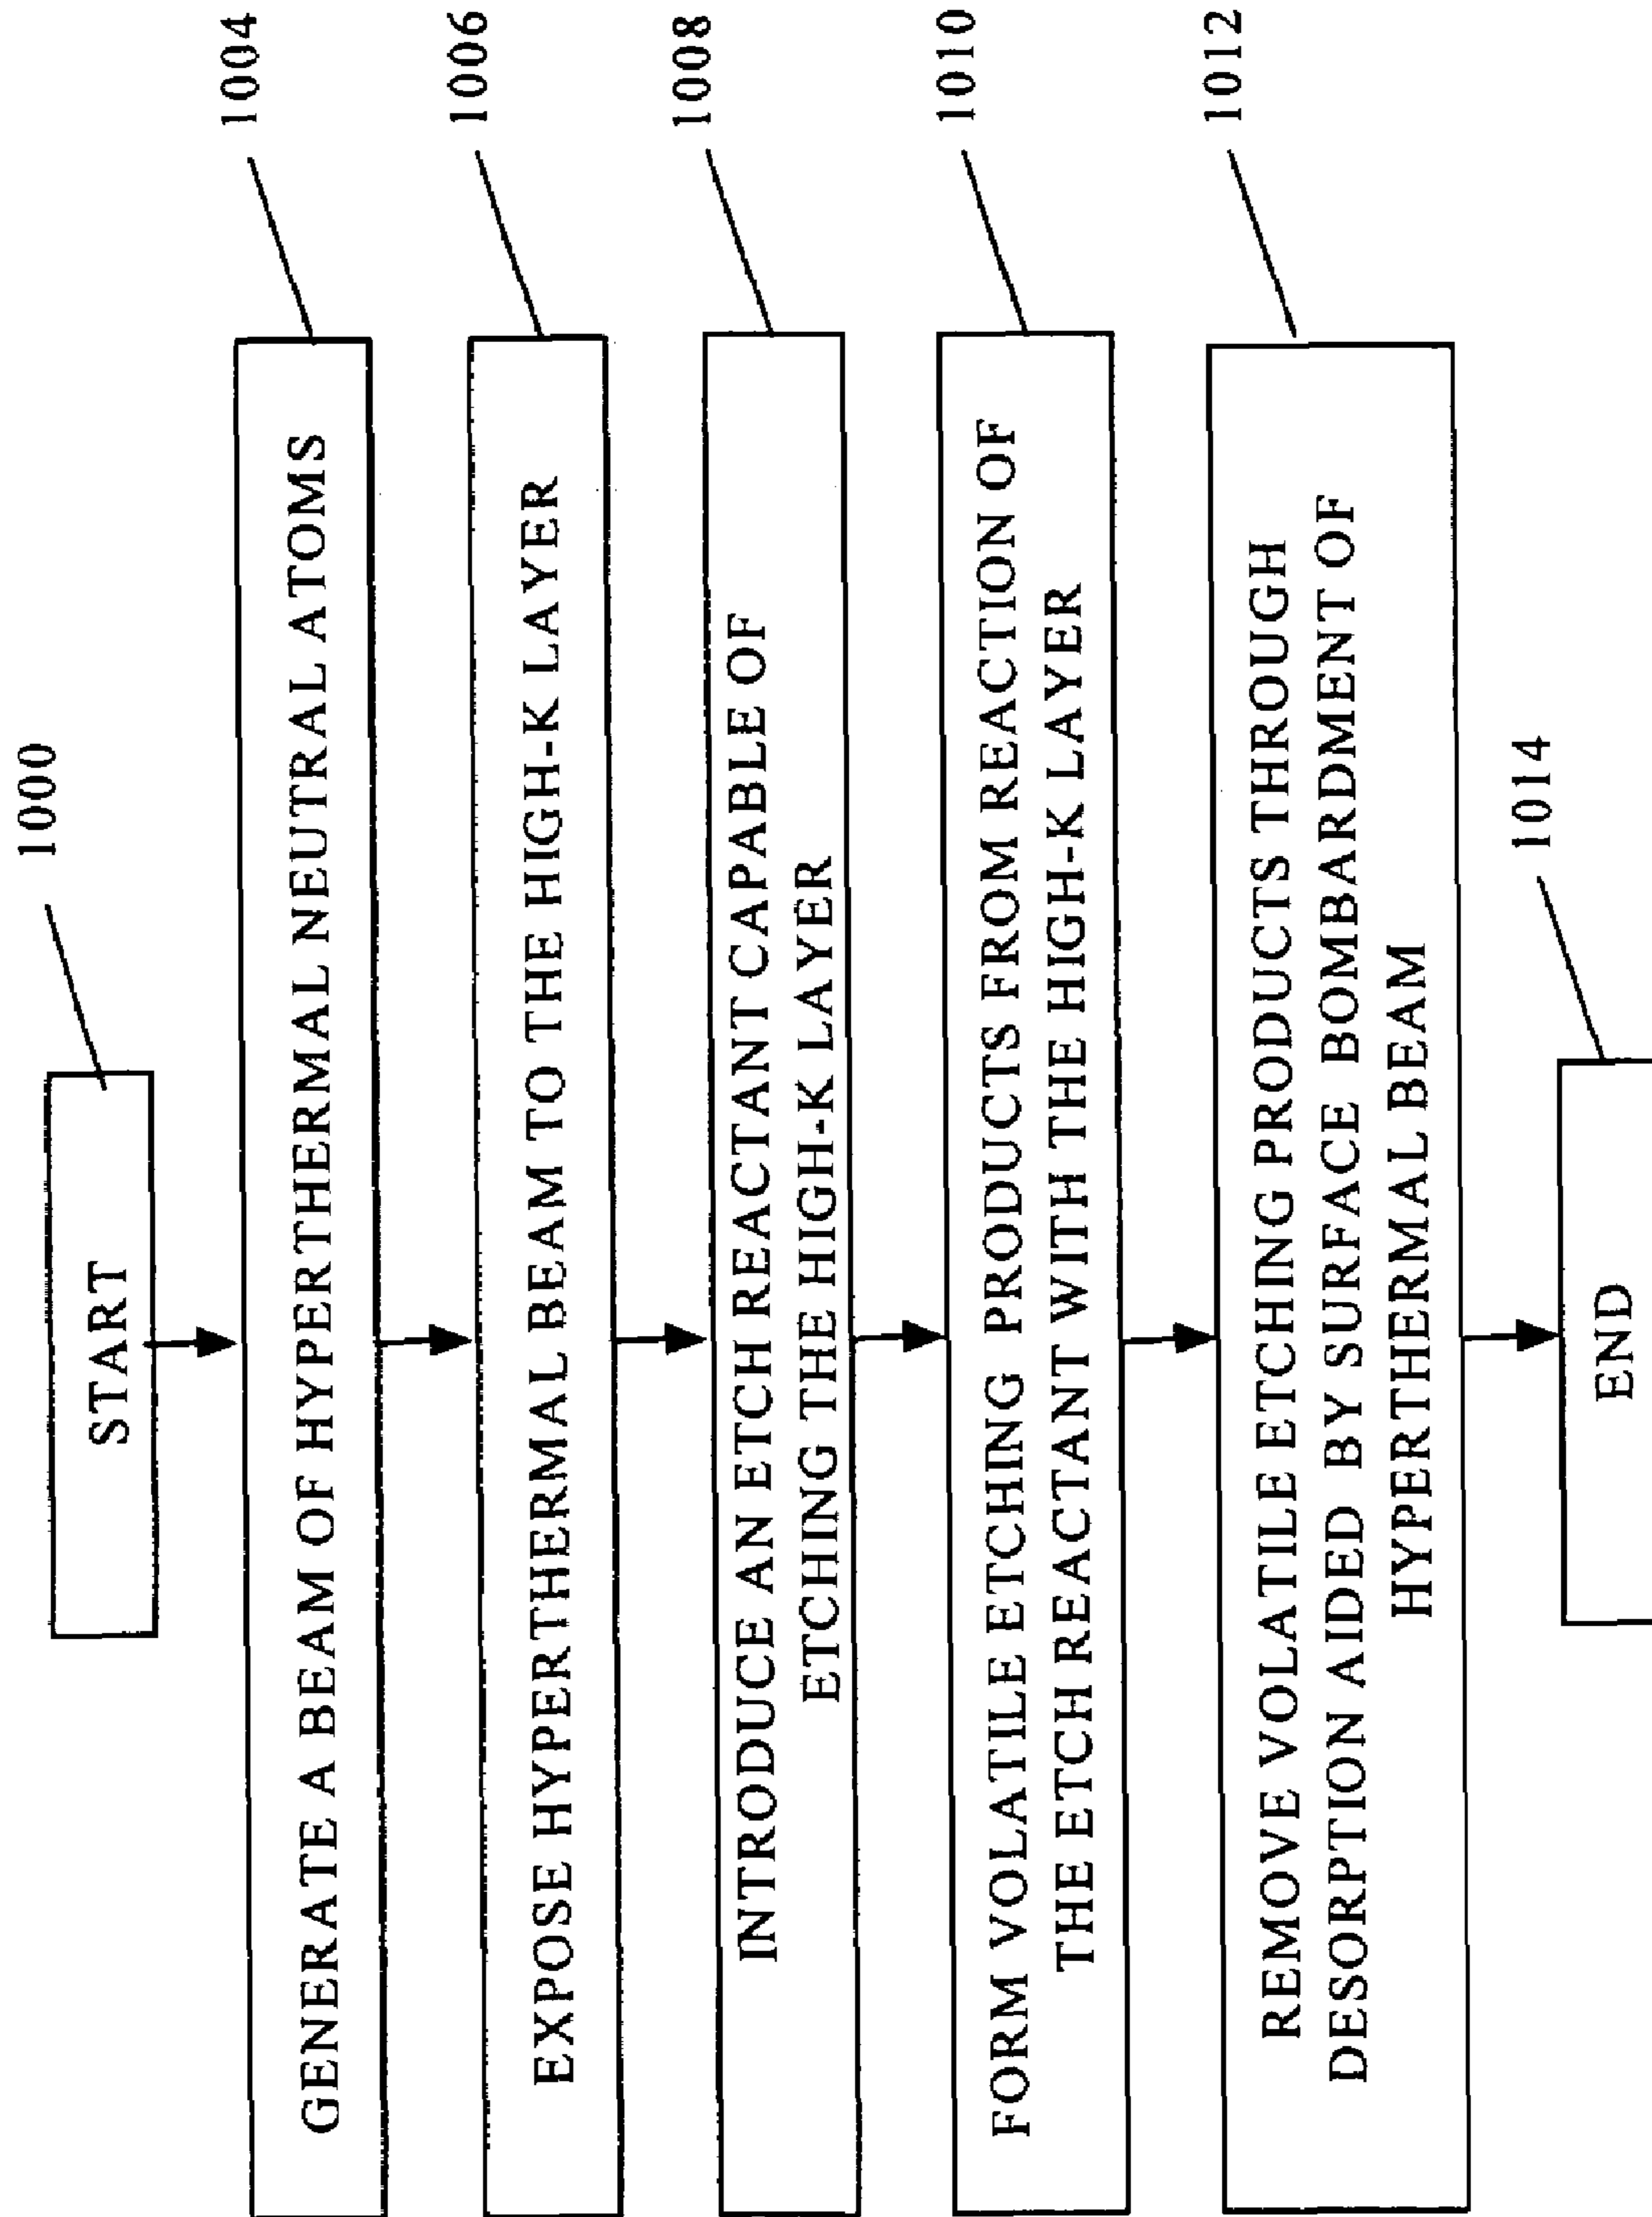 1000
START
1004
GENERATE A BEAM OF HYPERTHERMAL NEUTRAL ATOMS
1006
EXPOSE HYPERTHERMAL BEAM TO THE HIGH-K LAYER
1008
INTRODUCE AN ETCH REACTANT CAPABLE OF
ETCHING THE HIGH-K LAYER
1010
FORM VOLATILE ETCHING PRODUCTS FROM REACTION OF
THE ETCH REACTANT WITH THE HIGH-K LAYER
1012
REMOVE VOLATILE ETCHING PRODUCTS THROUGH
DESORPTION AIDED BY SURFACE BOMBARDMENT OF
HYPERTHERMAL BEAM
1014
END